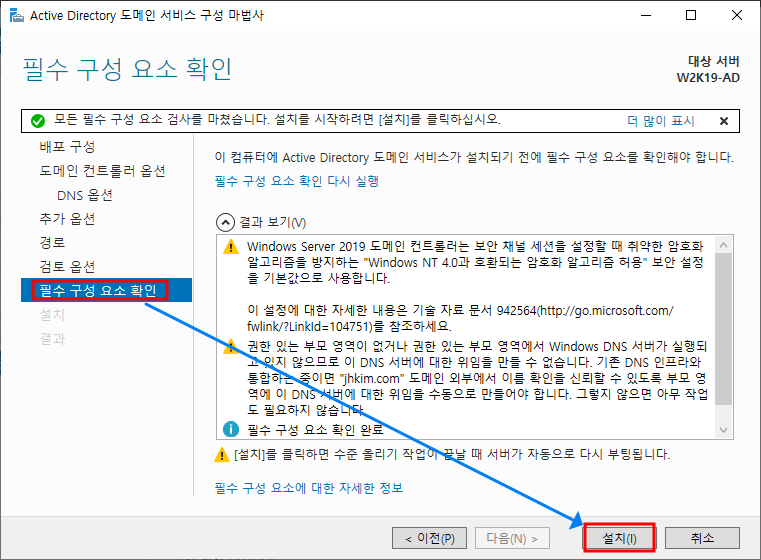 Active Directory 도메인 서비스 구성 마법사
필수 구성 요소 확인
대상 서버
W2K19-AD
모든 필수 구성 요소 검사를 마쳤습니다. 설치를 시작하려면 [설치]를 클릭하십시오.
더 많이 표시
배포 구성
도메인 컨트롤러 옵션
DNS 옵션
추가 옵션
경로
검토 옵션
필수 구성 요소 확인
설치
결과
이 컴퓨터에 Active Directory 도메인 서비스가 설치되기 전에 필수 구성 요소를 확인해야 합니다.
필수 구성 요소 확인 다시 실행
결과 보기(V)
Windows Server 2019 도메인 컨트롤러는 보안 채널 세션을 설정할 때 취약한 암호화
알고리즘을 방지하는 "Windows NT 4.0과 호환되는 암호화 알고리즘 허용" 보안 설정
을 기본값으로 사용합니다.
이 설정에 대한 자세한 내용은 기술 자료 문서 942564(http://go.microsoft.com/
fwlink/?LinkId=104751)를 참조하세요.
권한 있는 부모 영역이 없거나 권한 있는 부모 영역에서 Windows DNS 서버가 실행되
고 있지 않으므로 이 DNS 서버에 대한 위임을 만들 수 없습니다. 기존 DNS 인프라와
통합하는 중이면 "jhkim.com" 도메인 외부에서 이름 확인을 신뢰할 수 있도록 부모 영
역에 이 DNS 서버에 대한 위임을 수동으로 만들어야 합니다. 그렇지 않으면 아무 작업
도 필요하지 않습니다.
필수 구성 요소 확인 완료
[설치]를 클릭하면 수준 올리기 작업이 끝날 때 서버가 자동으로 다시 부팅됩니다.
필수 구성 요소에 대한 자세한 정보
< 이전(P)
다음(N) >
설치(I)
취소